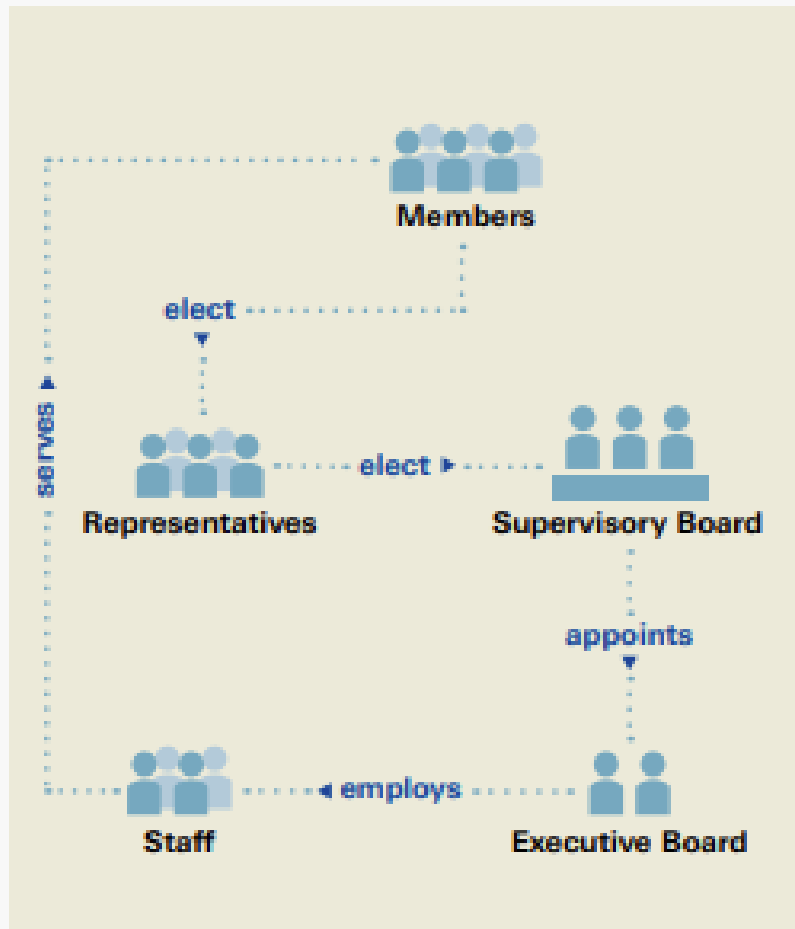 Members
elect
serves
elect
Representatives
Supervisory Board
appoints
employs
Staff
Executive Board